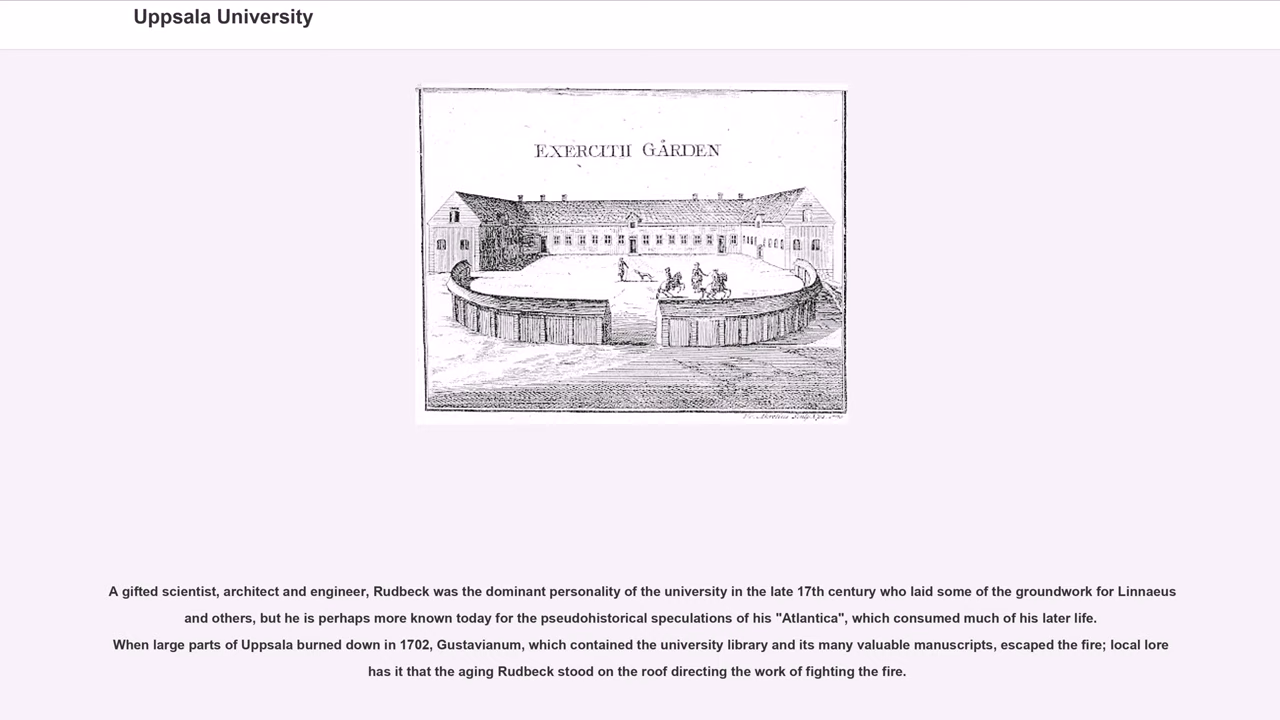 Uppsala University
EXERCITII GÅRDEN
A gifted scientist, architect and engineer, Rudbeck was the dominant personality of the university in the late 17th century who laid some of the groundwork for Linnaeus
and others, but he is perhaps more known today for the pseudohistorical speculations of his "Atlantica", which consumed much of his later life.
When large parts of Uppsala burned down in 1702, Gustavianum, which contained the university library and its many valuable manuscripts, escaped the fire; local lore
has it that the aging Rudbeck stood on the roof directing the work of fighting the fire.